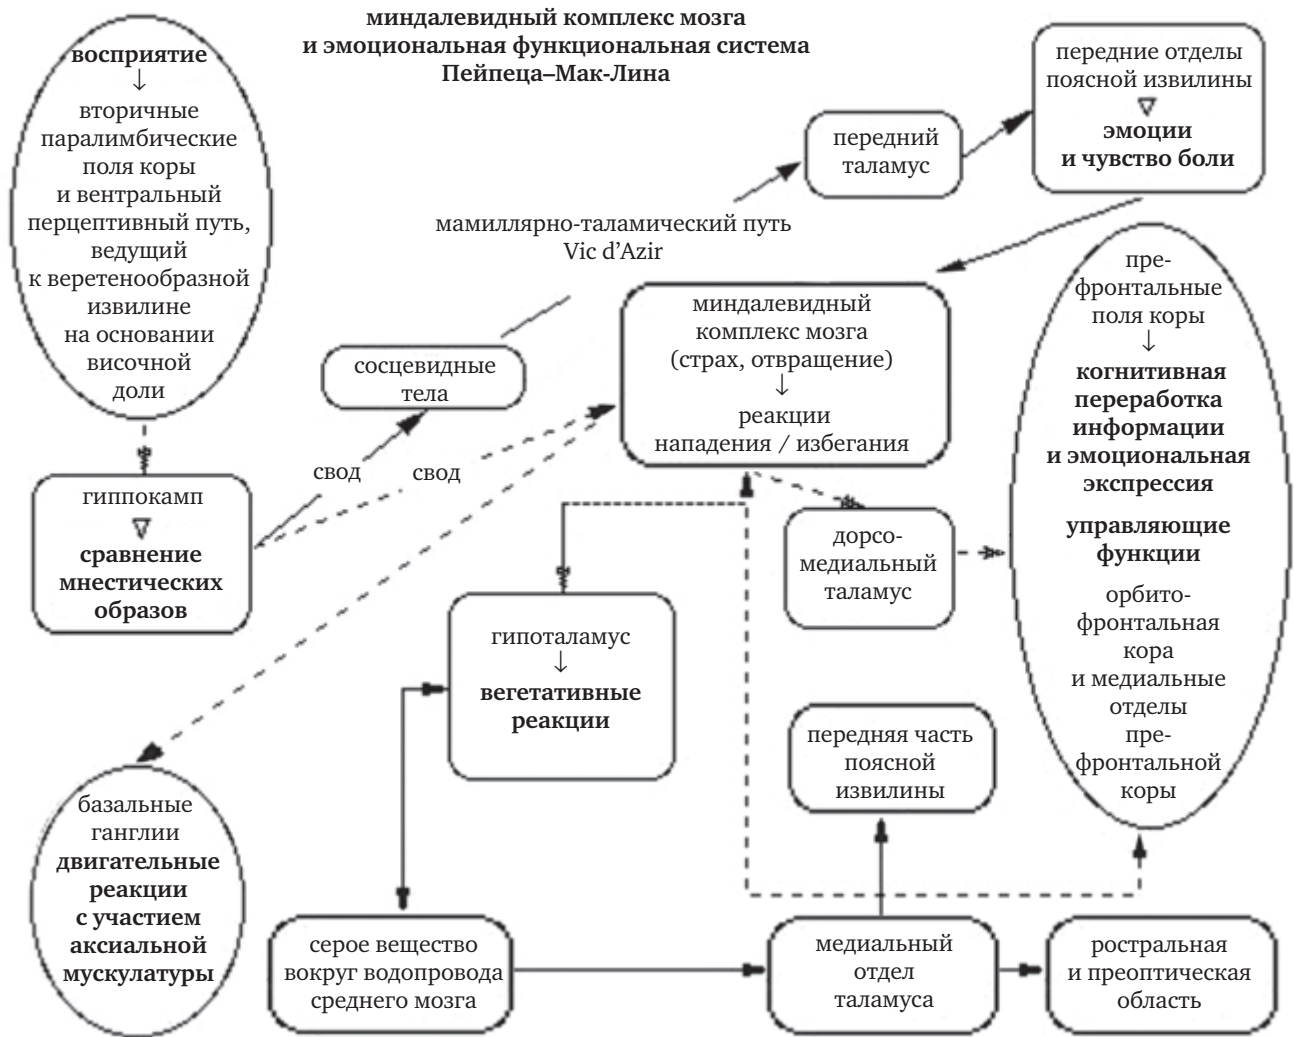 миндалевидный комплекс мозга
и эмоциональная функциональная система
Пейпеца–Мак-Лина
восприятие
↓
вторичные
паралимбические
поля коры
и вентральный
перцептивный путь,
ведущий
к веретенообразной
извилине
на основании
височной
доли
передний
таламус
передние отделы
поясной извилины
▽
эмоции
и чувство боли
мамиллярно-таламический путь
Vic d'Azir
сосцевидные
тела
миндалевидный
комплекс мозга
(страх, отвращение)
↓
реакции
нападения / избегания
пре-
фронтальные
поля коры
↓
когнитивная
переработка
информации
и эмоциональная
экспрессия
управляющие
функции
орбито-
фронтальная
кора
и медиальные
отделы
пре-
фронтальной
коры
свод
свод
гиппокамп
▽
сравнение
мнестических
образов
дорсо-
медиальный
таламус
гипоталамус
↓
вегетативные
реакции
передняя часть
поясной
извилины
базальные
ганглии
двигательные
реакции
с участием
аксиальной
мускулатуры
серое вещество
вокруг водопровода
среднего мозга
медиальный
отдел
таламуса
ростральная
и преоптическая
область